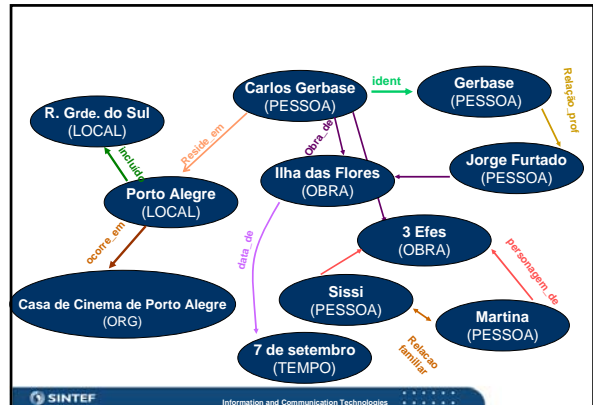 Carlos Gerbase
(PESSOA)
ident
Gerbase
(PESSOA)
Relação_prof
R. Grde. do Sul
(LOCAL)
incluído
Reside_em
Obra_de
Jorge Furtado
(PESSOA)
Ilha das Flores
(OBRA)
Porto Alegre
(LOCAL)
ocorre_em
data_de
3 Efes
(OBRA)
personagem_de
Casa de Cinema de Porto Alegre
(ORG)
Sissi
(PESSOA)
Martina
(PESSOA)
Relacao
familiar
7 de setembro
(TEMPO)
SINTEF
Information and Communication Technologies